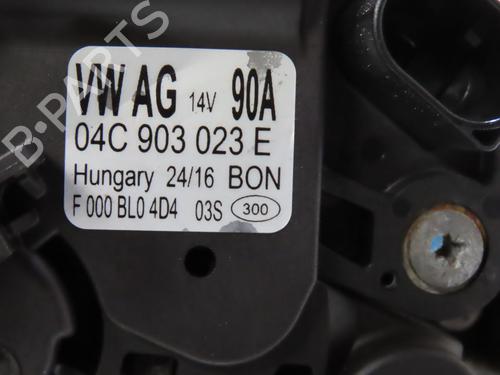 VW AG 14V 90A
04C 903 023 E
Hungary 24/16 BON
F 000 BL0 4D4 03S 300
B-PARTS